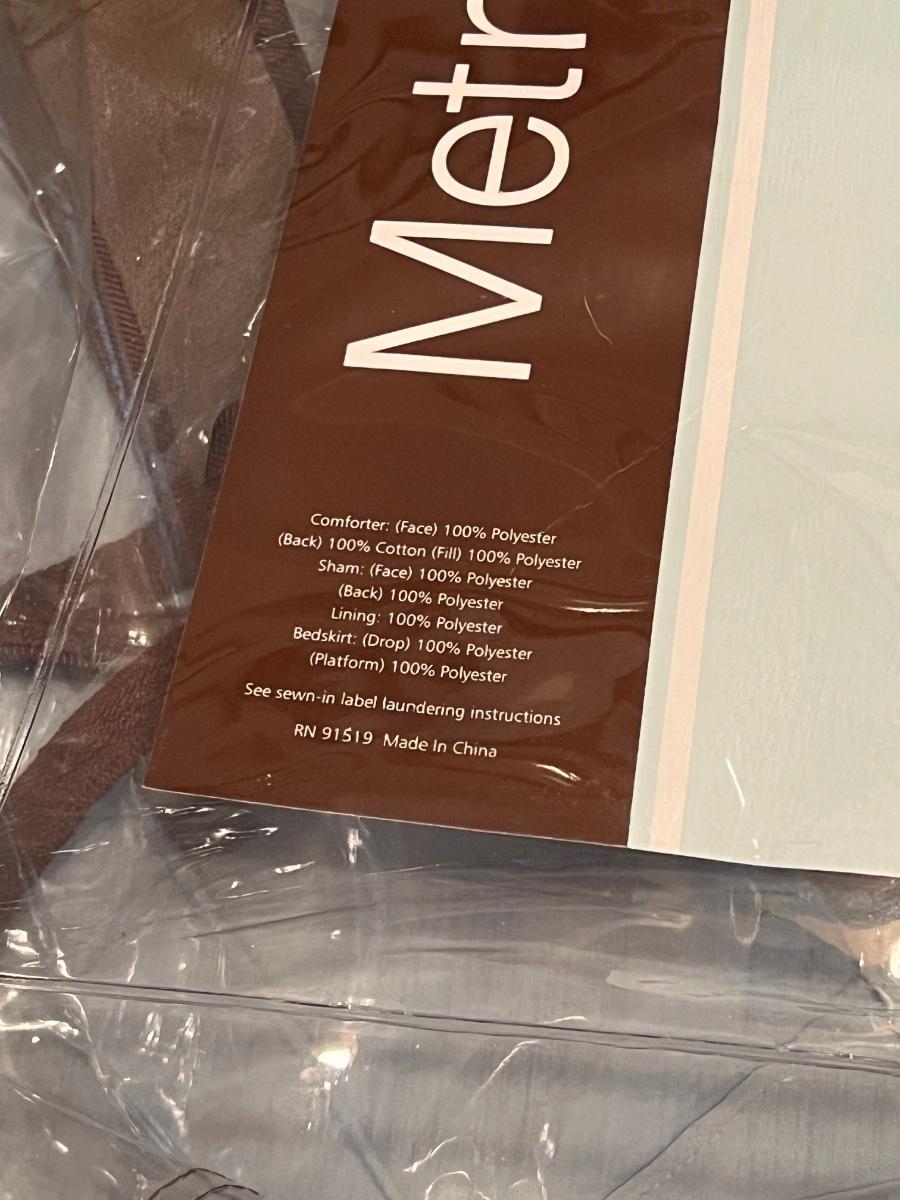 Metr
Comforter: (Face) 100% Polyester
(Back) 100% Cotton (Fill) 100% Polyester
Sham: (Face) 100% Polyester
(Back) 100% Polyester
Lining: 100% Polyester
Bedskirt: (Drop) 100% Polyester
(Platform) 100% Polyester
See sewn-in label laundering instructions
RN 91519 Made In China